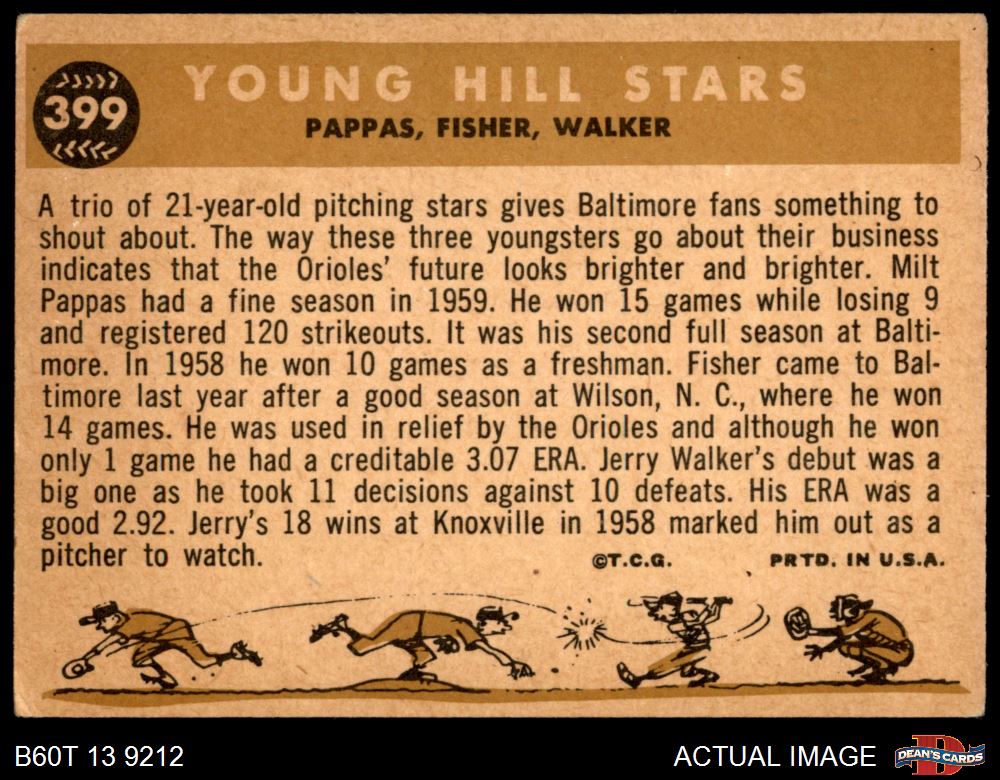 399
YOUNG HILL STARS
PAPPAS, FISHER, WALKER
A trio of 21-year-old pitching stars gives Baltimore fans something to
shout about. The way these three youngsters go about their business
indicates that the Orioles' future looks brighter and brighter. Milt
Pappas had a fine season in 1959. He won 15 games while losing 9
and registered 120 strikeouts. It was his second full season at Balti-
more. In 1958 he won 10 games as a freshman. Fisher came to Bal-
timore last year after a good season at Wilson, N. C., where he won
14 games. He was used in relief by the Orioles and although he won
only 1 game he had a creditable 3.07 ERA. Jerry Walker's debut was a
big one as he took 11 decisions against 10 defeats. His ERA was a
good 2.92. Jerry's 18 wins at Knoxville in 1958 marked him out as a
pitcher to watch.
©T.C.G. PRTD. IN U.S.A.
B60T 13 9212 ACTUAL IMAGE D DEAN'S CARDS